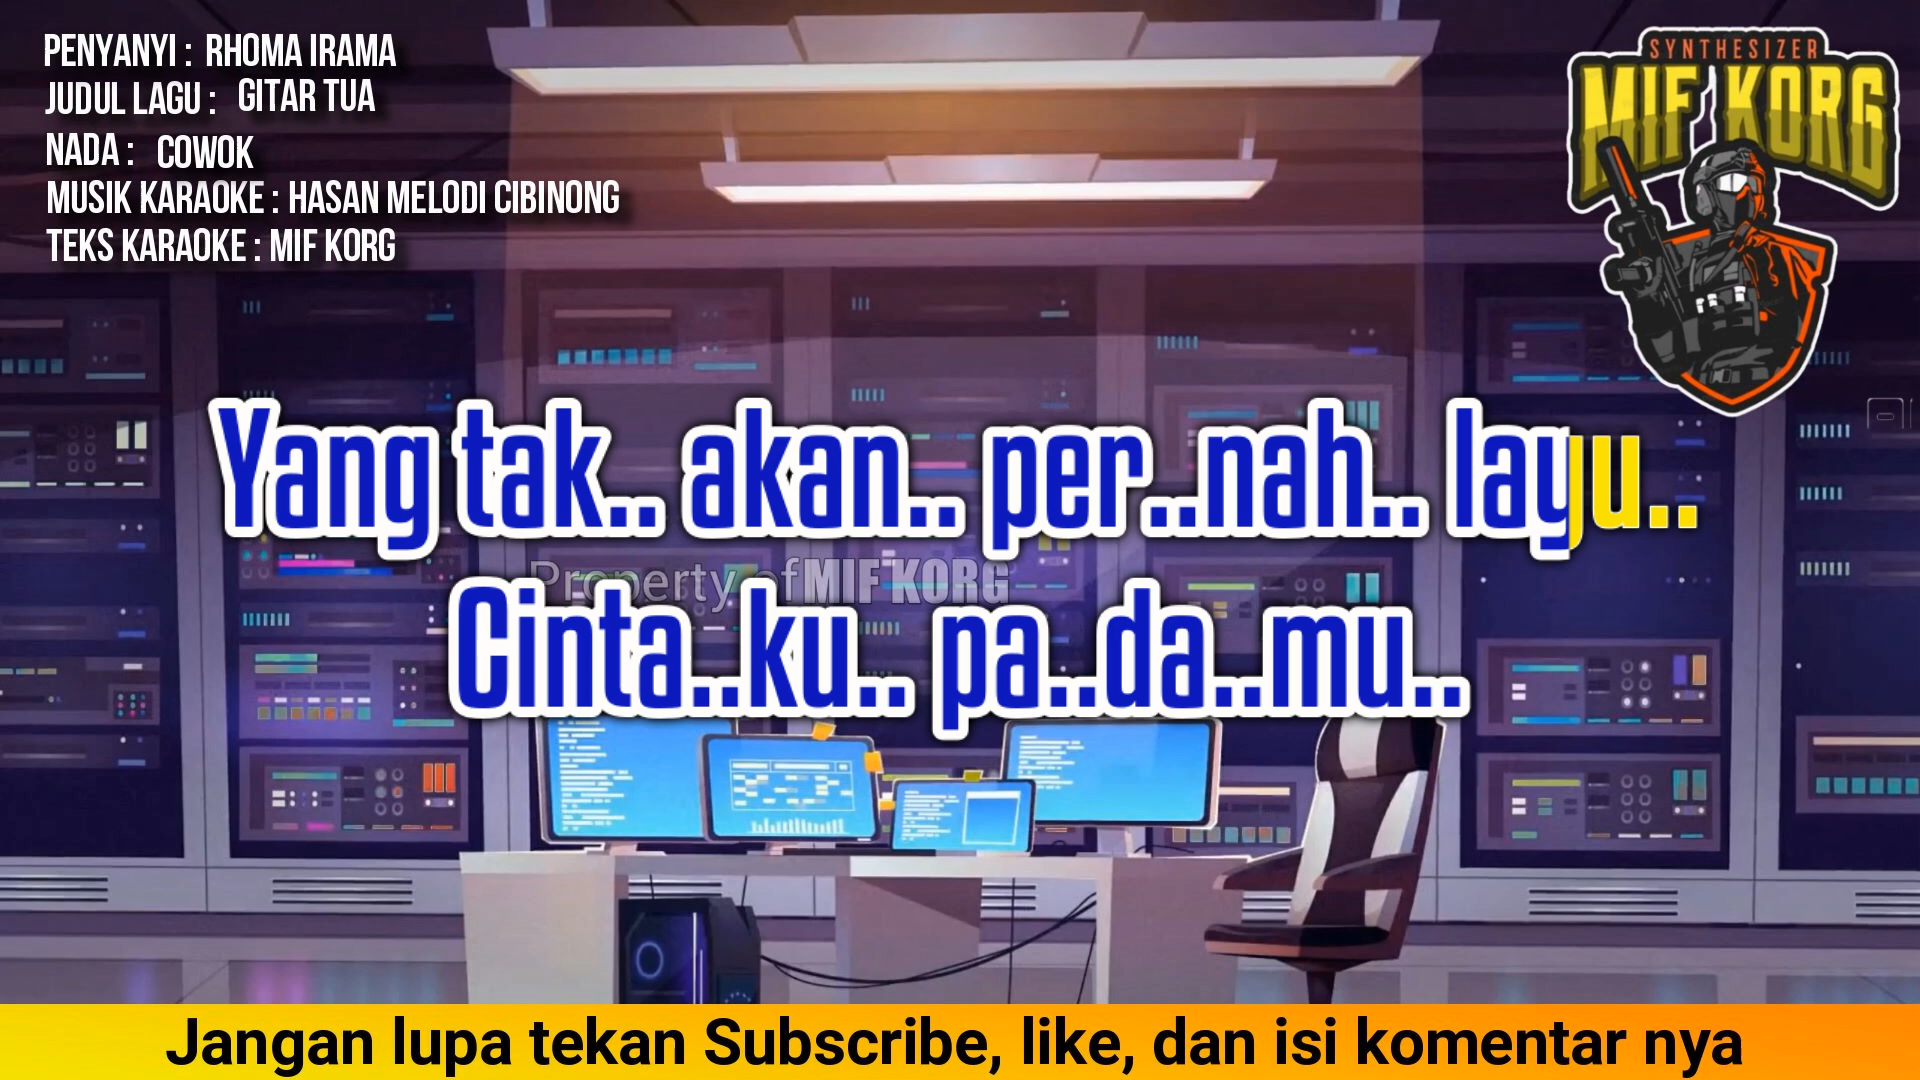 PENYANYI : RHOMA IRAMA
JUDUL LAGU : GITAR TUA
NADA : COWOK
MUSIK KARAOKE : HASAN MELODI CIBINONG
TEKS KARAOKE : MIF KORG
SYNTHESIZER
MIF KORG
Yang tak.. akan.. per..nah.. layu..
Property of MIF KORG
Cinta..ku.. pa..da..mu..
Jangan lupa tekan Subscribe, like, dan isi komentar nya